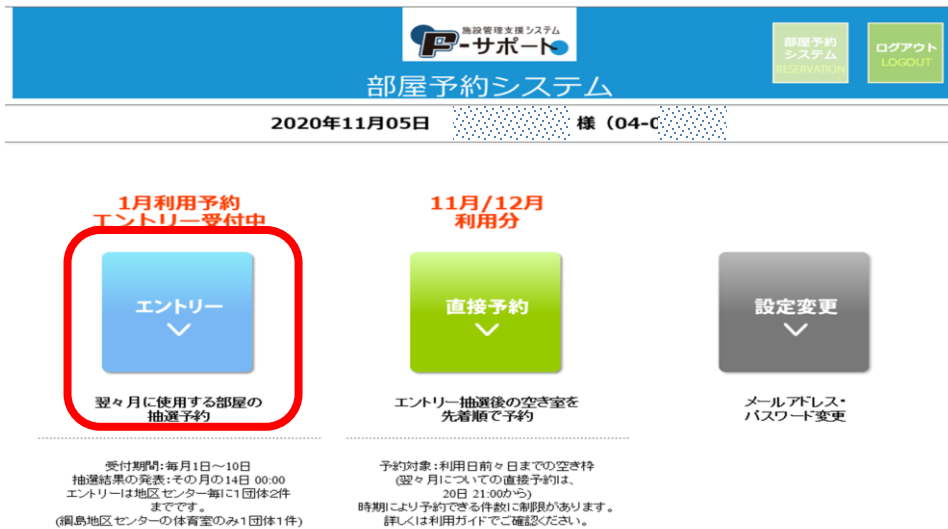 施設管理支援システム
F-サポート
部屋予約システム
部屋予約
システム
RESERVATION
ログアウト
LOGOUT
2020年11月05日 様（04-0
1月利用予約
エントリー受付中
エントリー
翌々月に使用する部屋の
抽選予約
受付期間：毎月1日～10日
抽選結果の発表：その月の14日 00:00
エントリーは地区センター毎に1団体2件
までです。
(綱島地区センターの体育室のみ1団体1件)
11月/12月
利用分
直接予約
エントリー抽選後の空き室を
先着順で予約
予約対象：利用日前々日までの空き枠
(翌々月についての直接予約は、
20日 21:00から)
時期により予約できる件数に制限があります。
詳しくは利用ガイドでご確認ください。
設定変更
メールアドレス・
パスワード変更